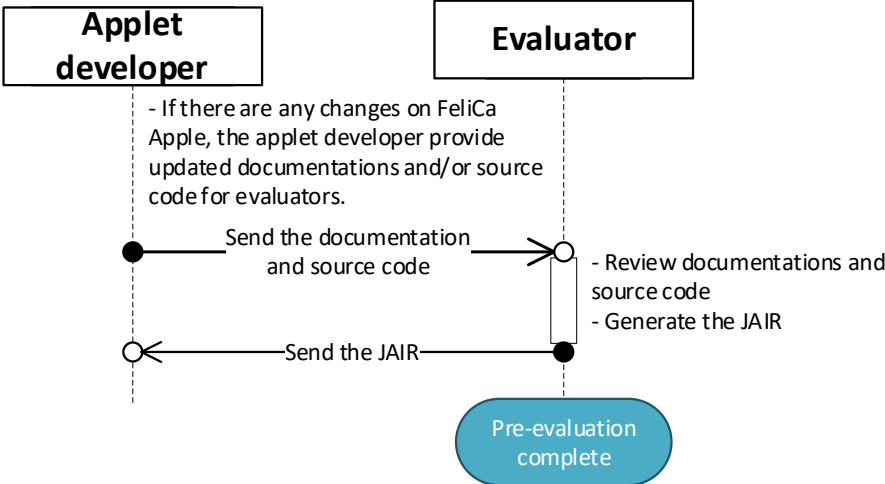 Applet
developer
Evaluator
- If there are any changes on FeliCa
Apple, the applet developer provide
updated documentations and/or source
code for evaluators.
Send the documentation
and source code
- Review documentations and
source code
- Generate the JAIR
Send the JAIR
Pre-evaluation
complete